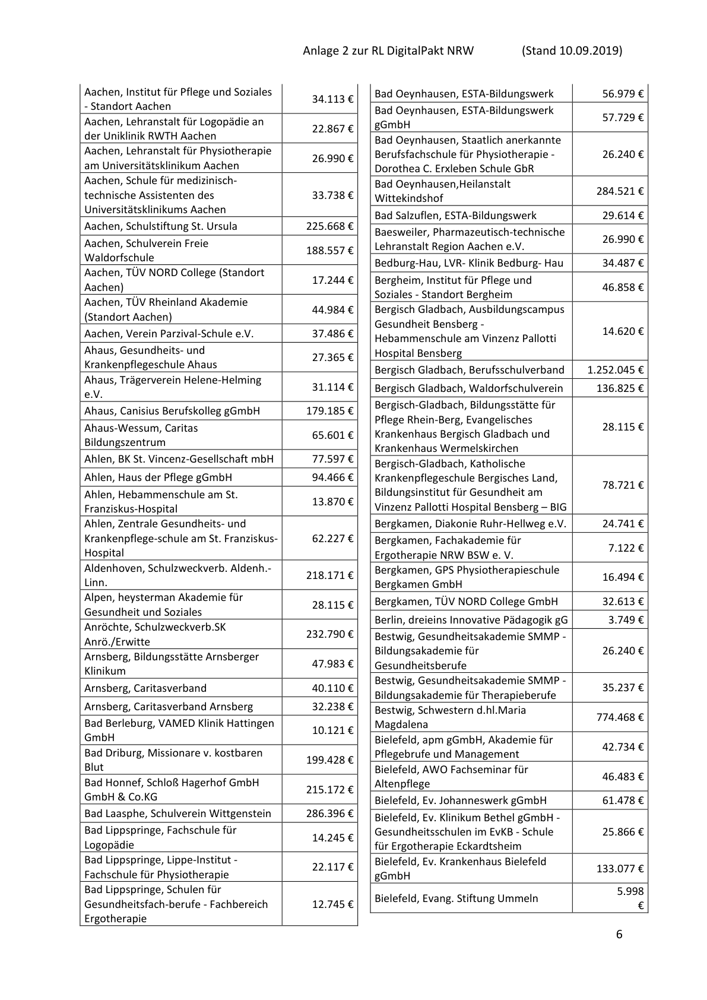 Anlage 2 zur RL DigitalPakt NRW (Stand 10.09.2019)
Aachen, Institut für Pflege und Soziales
- Standort Aachen
34.113 €
Aachen, Lehranstalt für Logopädie an
der Uniklinik RWTH Aachen
22.867 €
Aachen, Lehranstalt für Physiotherapie
am Universitätsklinikum Aachen
26.990 €
Aachen, Schule für medizinisch-
technische Assistenten des
Universitätsklinikums Aachen
33.738 €
Aachen, Schulstiftung St. Ursula 225.668 €
Aachen, Schulverein Freie
Waldorfschule
188.557 €
Aachen, TÜV NORD College (Standort
Aachen)
17.244 €
Aachen, TÜV Rheinland Akademie
(Standort Aachen)
44.984 €
Aachen, Verein Parzival-Schule e.V. 37.486 €
Ahaus, Gesundheits- und
Krankenpflegeschule Ahaus
27.365 €
Ahaus, Trägerverein Helene-Helming
e.V.
31.114 €
Ahaus, Canisius Berufskolleg gGmbH 179.185 €
Ahaus-Wessum, Caritas
Bildungszentrum
65.601 €
Ahlen, BK St. Vincenz-Gesellschaft mbH 77.597 €
Ahlen, Haus der Pflege gGmbH 94.466 €
Ahlen, Hebammenschule am St.
Franziskus-Hospital
13.870 €
Ahlen, Zentrale Gesundheits- und
Krankenpflege-schule am St. Franziskus-
Hospital
62.227 €
Aldenhoven, Schulzweckverb. Aldenh.-
Linn.
218.171 €
Alpen, heysterman Akademie für
Gesundheit und Soziales
28.115 €
Anröchte, Schulzweckverb.SK
Anrö./Erwitte
232.790 €
Arnsberg, Bildungsstätte Arnsberger
Klinikum
47.983 €
Arnsberg, Caritasverband 40.110 €
Arnsberg, Caritasverband Arnsberg 32.238 €
Bad Berleburg, VAMED Klinik Hattingen
GmbH
10.121 €
Bad Driburg, Missionare v. kostbaren
Blut
199.428 €
Bad Honnef, Schloß Hagerhof GmbH
GmbH & Co.KG
215.172 €
Bad Laasphe, Schulverein Wittgenstein 286.396 €
Bad Lippspringe, Fachschule für
Logopädie
14.245 €
Bad Lippspringe, Lippe-Institut -
Fachschule für Physiotherapie
22.117 €
Bad Lippspringe, Schulen für
Gesundheitsfach-berufe - Fachbereich
Ergotherapie
12.745 €
Bad Oeynhausen, ESTA-Bildungswerk 56.979 €
Bad Oeynhausen, ESTA-Bildungswerk
gGmbH
57.729 €
Bad Oeynhausen, Staatlich anerkannte
Berufsfachschule für Physiotherapie -
Dorothea C. Erxleben Schule GbR
26.240 €
Bad Oeynhausen,Heilanstalt
Wittekindshof
284.521 €
Bad Salzuflen, ESTA-Bildungswerk 29.614 €
Baesweiler, Pharmazeutisch-technische
Lehranstalt Region Aachen e.V.
26.990 €
Bedburg-Hau, LVR- Klinik Bedburg- Hau 34.487 €
Bergheim, Institut für Pflege und
Soziales - Standort Bergheim
46.858 €
Bergisch Gladbach, Ausbildungscampus
Gesundheit Bensberg -
Hebammenschule am Vinzenz Pallotti
Hospital Bensberg
14.620 €
Bergisch Gladbach, Berufsschulverband 1.252.045 €
Bergisch Gladbach, Waldorfschulverein 136.825 €
Bergisch-Gladbach, Bildungsstätte für
Pflege Rhein-Berg, Evangelisches
Krankenhaus Bergisch Gladbach und
Krankenhaus Wermelskirchen
28.115 €
Bergisch-Gladbach, Katholische
Krankenpflegeschule Bergisches Land,
Bildungsinstitut für Gesundheit am
Vinzenz Pallotti Hospital Bensberg – BIG
78.721 €
Bergkamen, Diakonie Ruhr-Hellweg e.V. 24.741 €
Bergkamen, Fachakademie für
Ergotherapie NRW BSW e. V.
7.122 €
Bergkamen, GPS Physiotherapieschule
Bergkamen GmbH
16.494 €
Bergkamen, TÜV NORD College GmbH 32.613 €
Berlin, dreieins Innovative Pädagogik gG 3.749 €
Bestwig, Gesundheitsakademie SMMP -
Bildungsakademie für
Gesundheitsberufe
26.240 €
Bestwig, Gesundheitsakademie SMMP -
Bildungsakademie für Therapieberufe
35.237 €
Bestwig, Schwestern d.hl.Maria
Magdalena
774.468 €
Bielefeld, apm gGmbH, Akademie für
Pflegebrufe und Management
42.734 €
Bielefeld, AWO Fachseminar für
Altenpflege
46.483 €
Bielefeld, Ev. Johanneswerk gGmbH 61.478 €
Bielefeld, Ev. Klinikum Bethel gGmbH -
Gesundheitsschulen im EvKB - Schule
für Ergotherapie Eckardtsheim
25.866 €
Bielefeld, Ev. Krankenhaus Bielefeld
gGmbH
133.077 €
Bielefeld, Evang. Stiftung Ummeln
5.998
€
6